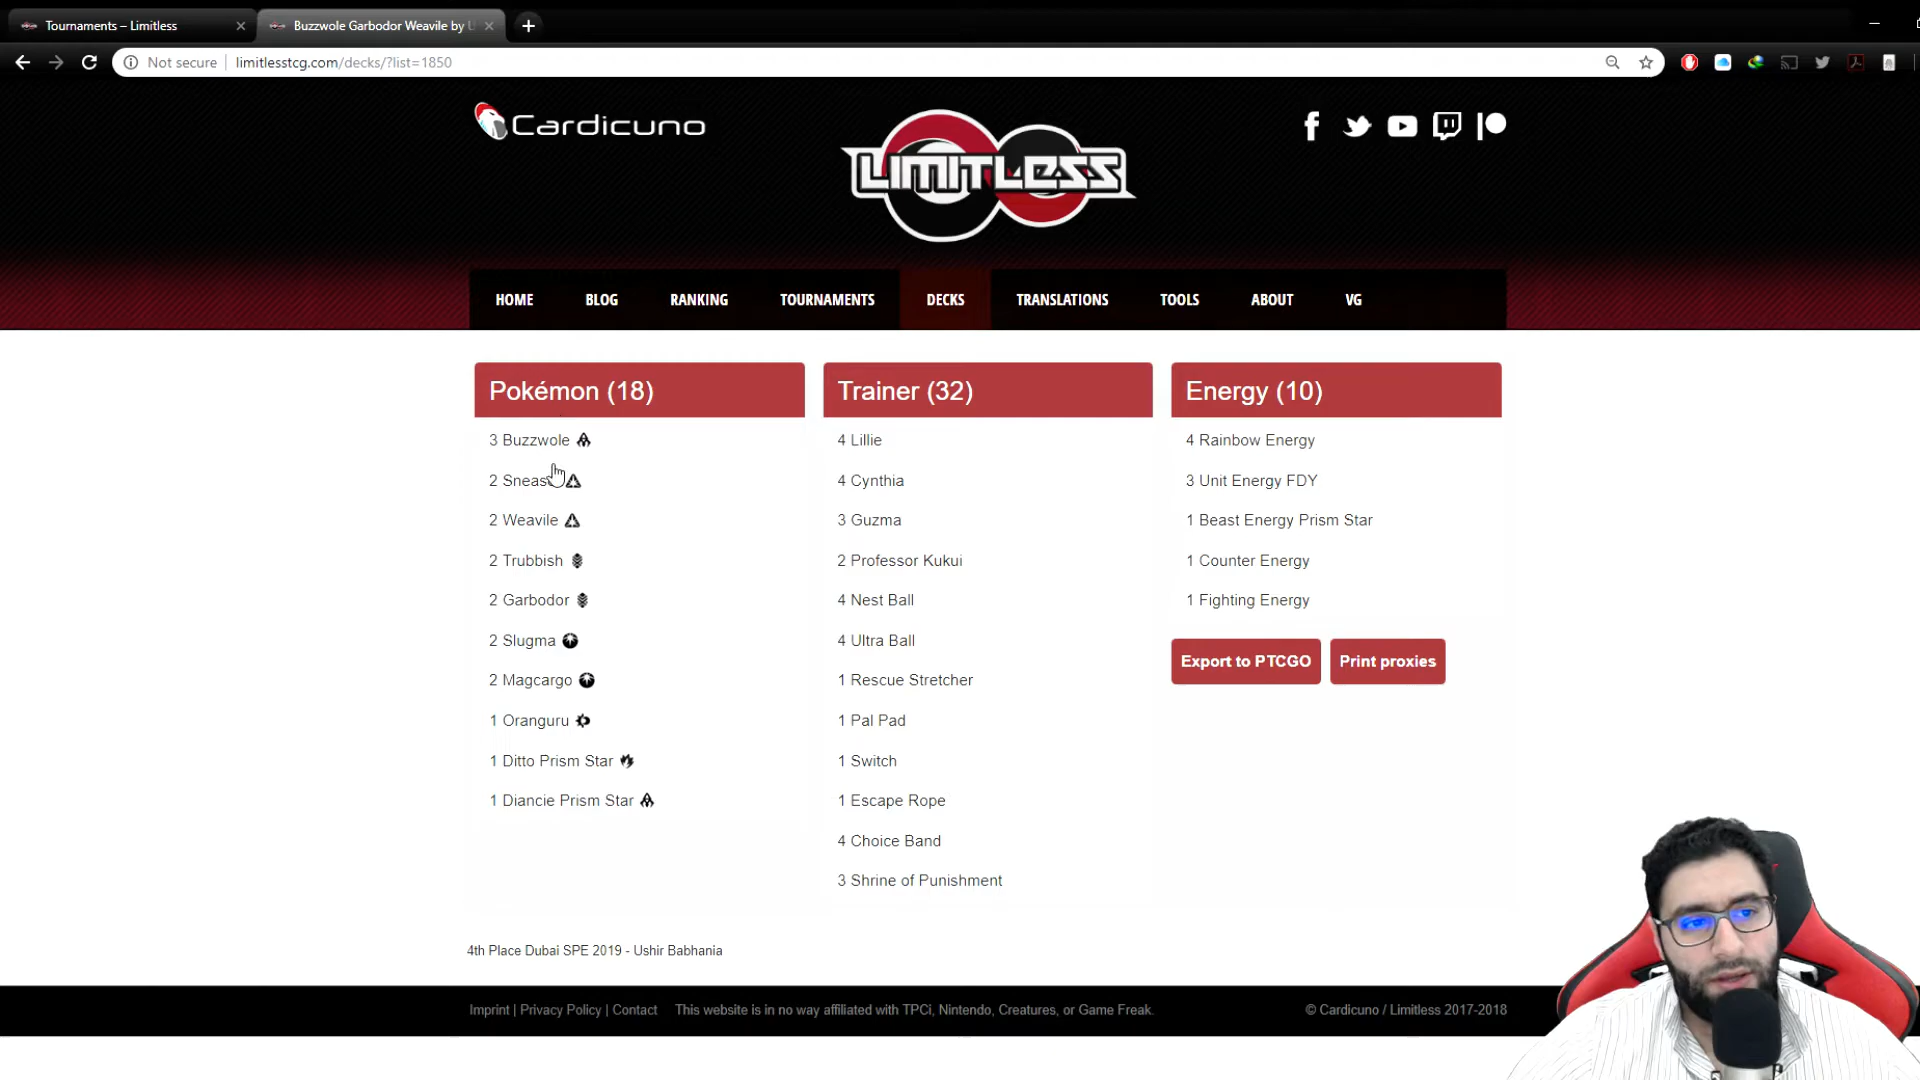 Tournaments – Limitless
Buzzwole Garbodor Weavile by
Not secure limitlesstcg.com/decks/?list=1850
Cardicuno
LIMITLESS
HOME BLOG RANKING TOURNAMENTS DECKS TRANSLATIONS TOOLS ABOUT VG
Pokémon (18)
3 Buzzwole
2
2 Weavile
2 Trubbish
2 Garbodor
2 Slugma
2 Magcargo
1 Oranguru
1 Ditto Prism Star
1 Diancie Prism Star
Trainer (32)
4 Lillie
4 Cynthia
3 Guzma
2 Professor Kukui
4 Nest Ball
4 Ultra Ball
1 Rescue Stretcher
1 Pal Pad
1 Switch
1 Escape Rope
4 Choice Band
3 Shrine of Punishment
Energy (10)
4 Rainbow Energy
3 Unit Energy FDY
1 Beast Energy Prism Star
1 Counter Energy
1 Fighting Energy
Export to PTCGO
Print proxies
4th Place Dubai SPE 2019 - Ushir Babhania
Imprint | Privacy Policy | Contact This website is in no way affiliated with TPCi, Nintendo, Creatures, or Game Freak. © Cardicuno / Limitless 2017-2018